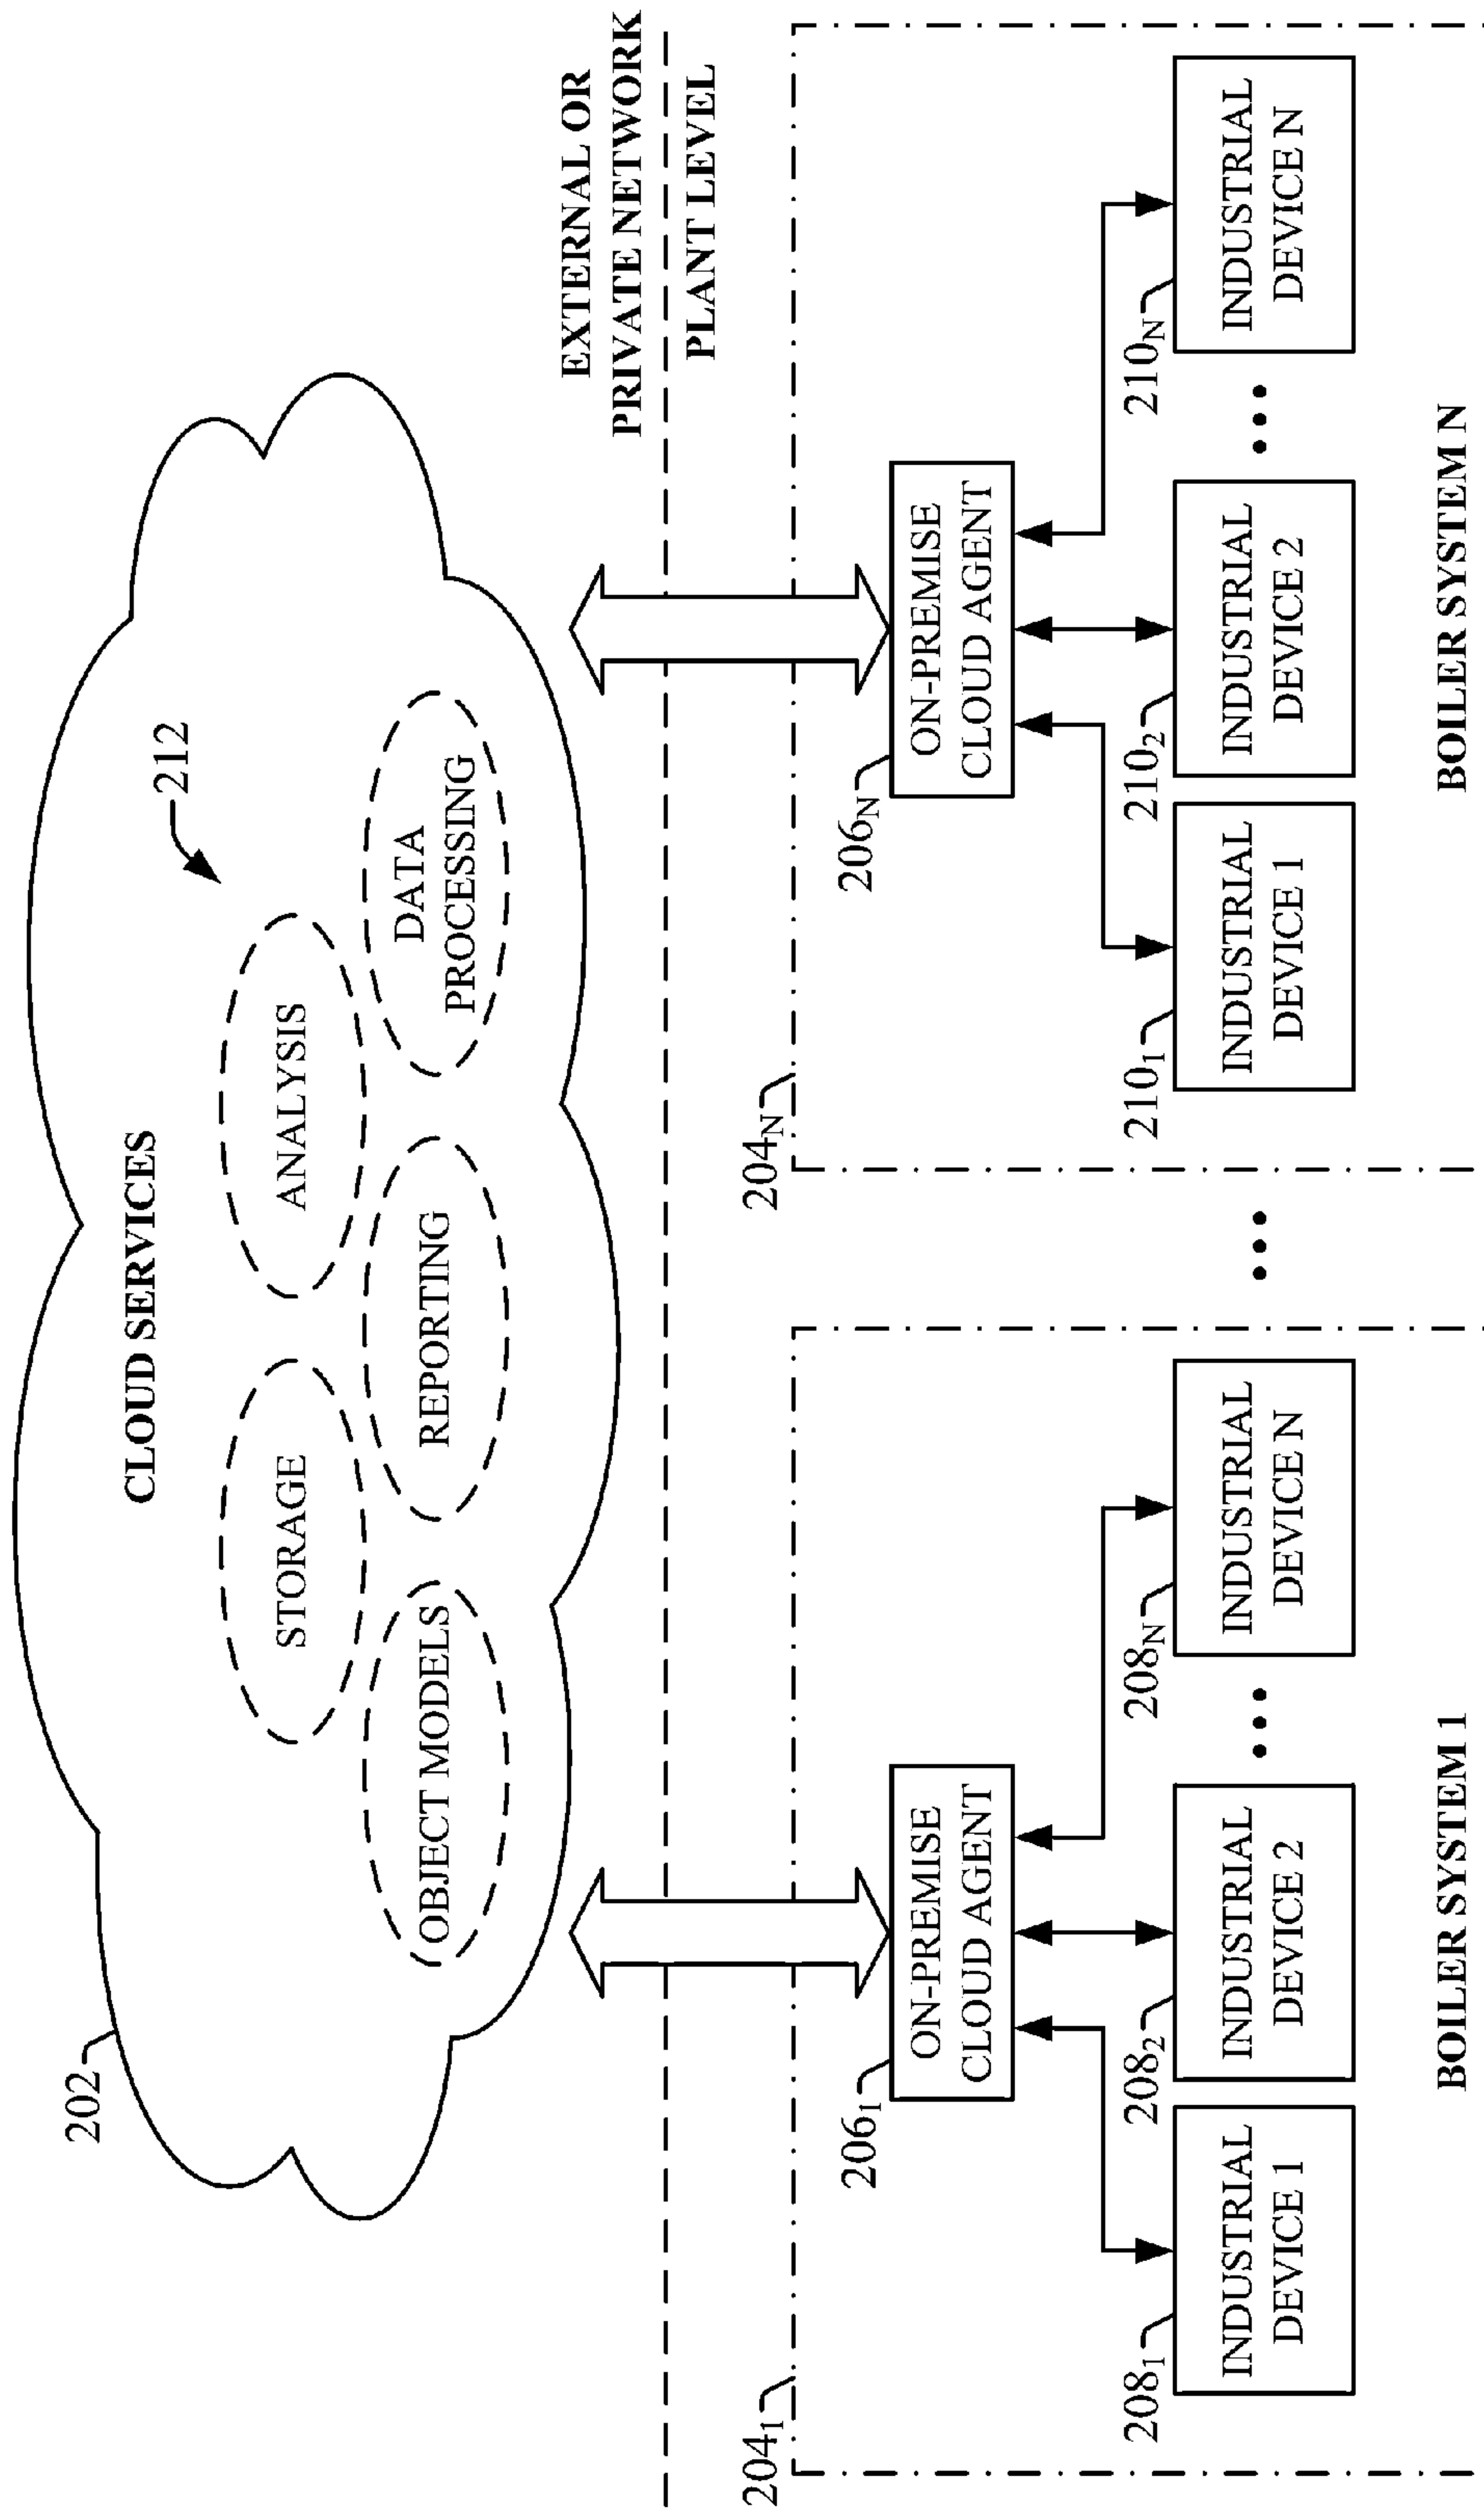 202
CLOUD SERVICES
212
STORAGE
ANALYSIS
OBJECT MODELS
REPORTING
DATA
PROCESSING
EXTERNAL OR
PRIVATE NETWORK
PLANT LEVEL
204₁
204N
206₁
ON-PREMISE
CLOUD AGENT
206N
ON-PREMISE
CLOUD AGENT
208₁
208₂
208N
210₁
210₂
210N
INDUSTRIAL
DEVICE 1
INDUSTRIAL
DEVICE 2
•••
INDUSTRIAL
DEVICE N
•••
INDUSTRIAL
DEVICE 1
INDUSTRIAL
DEVICE 2
•••
INDUSTRIAL
DEVICE N
BOILER SYSTEM 1
BOILER SYSTEM N